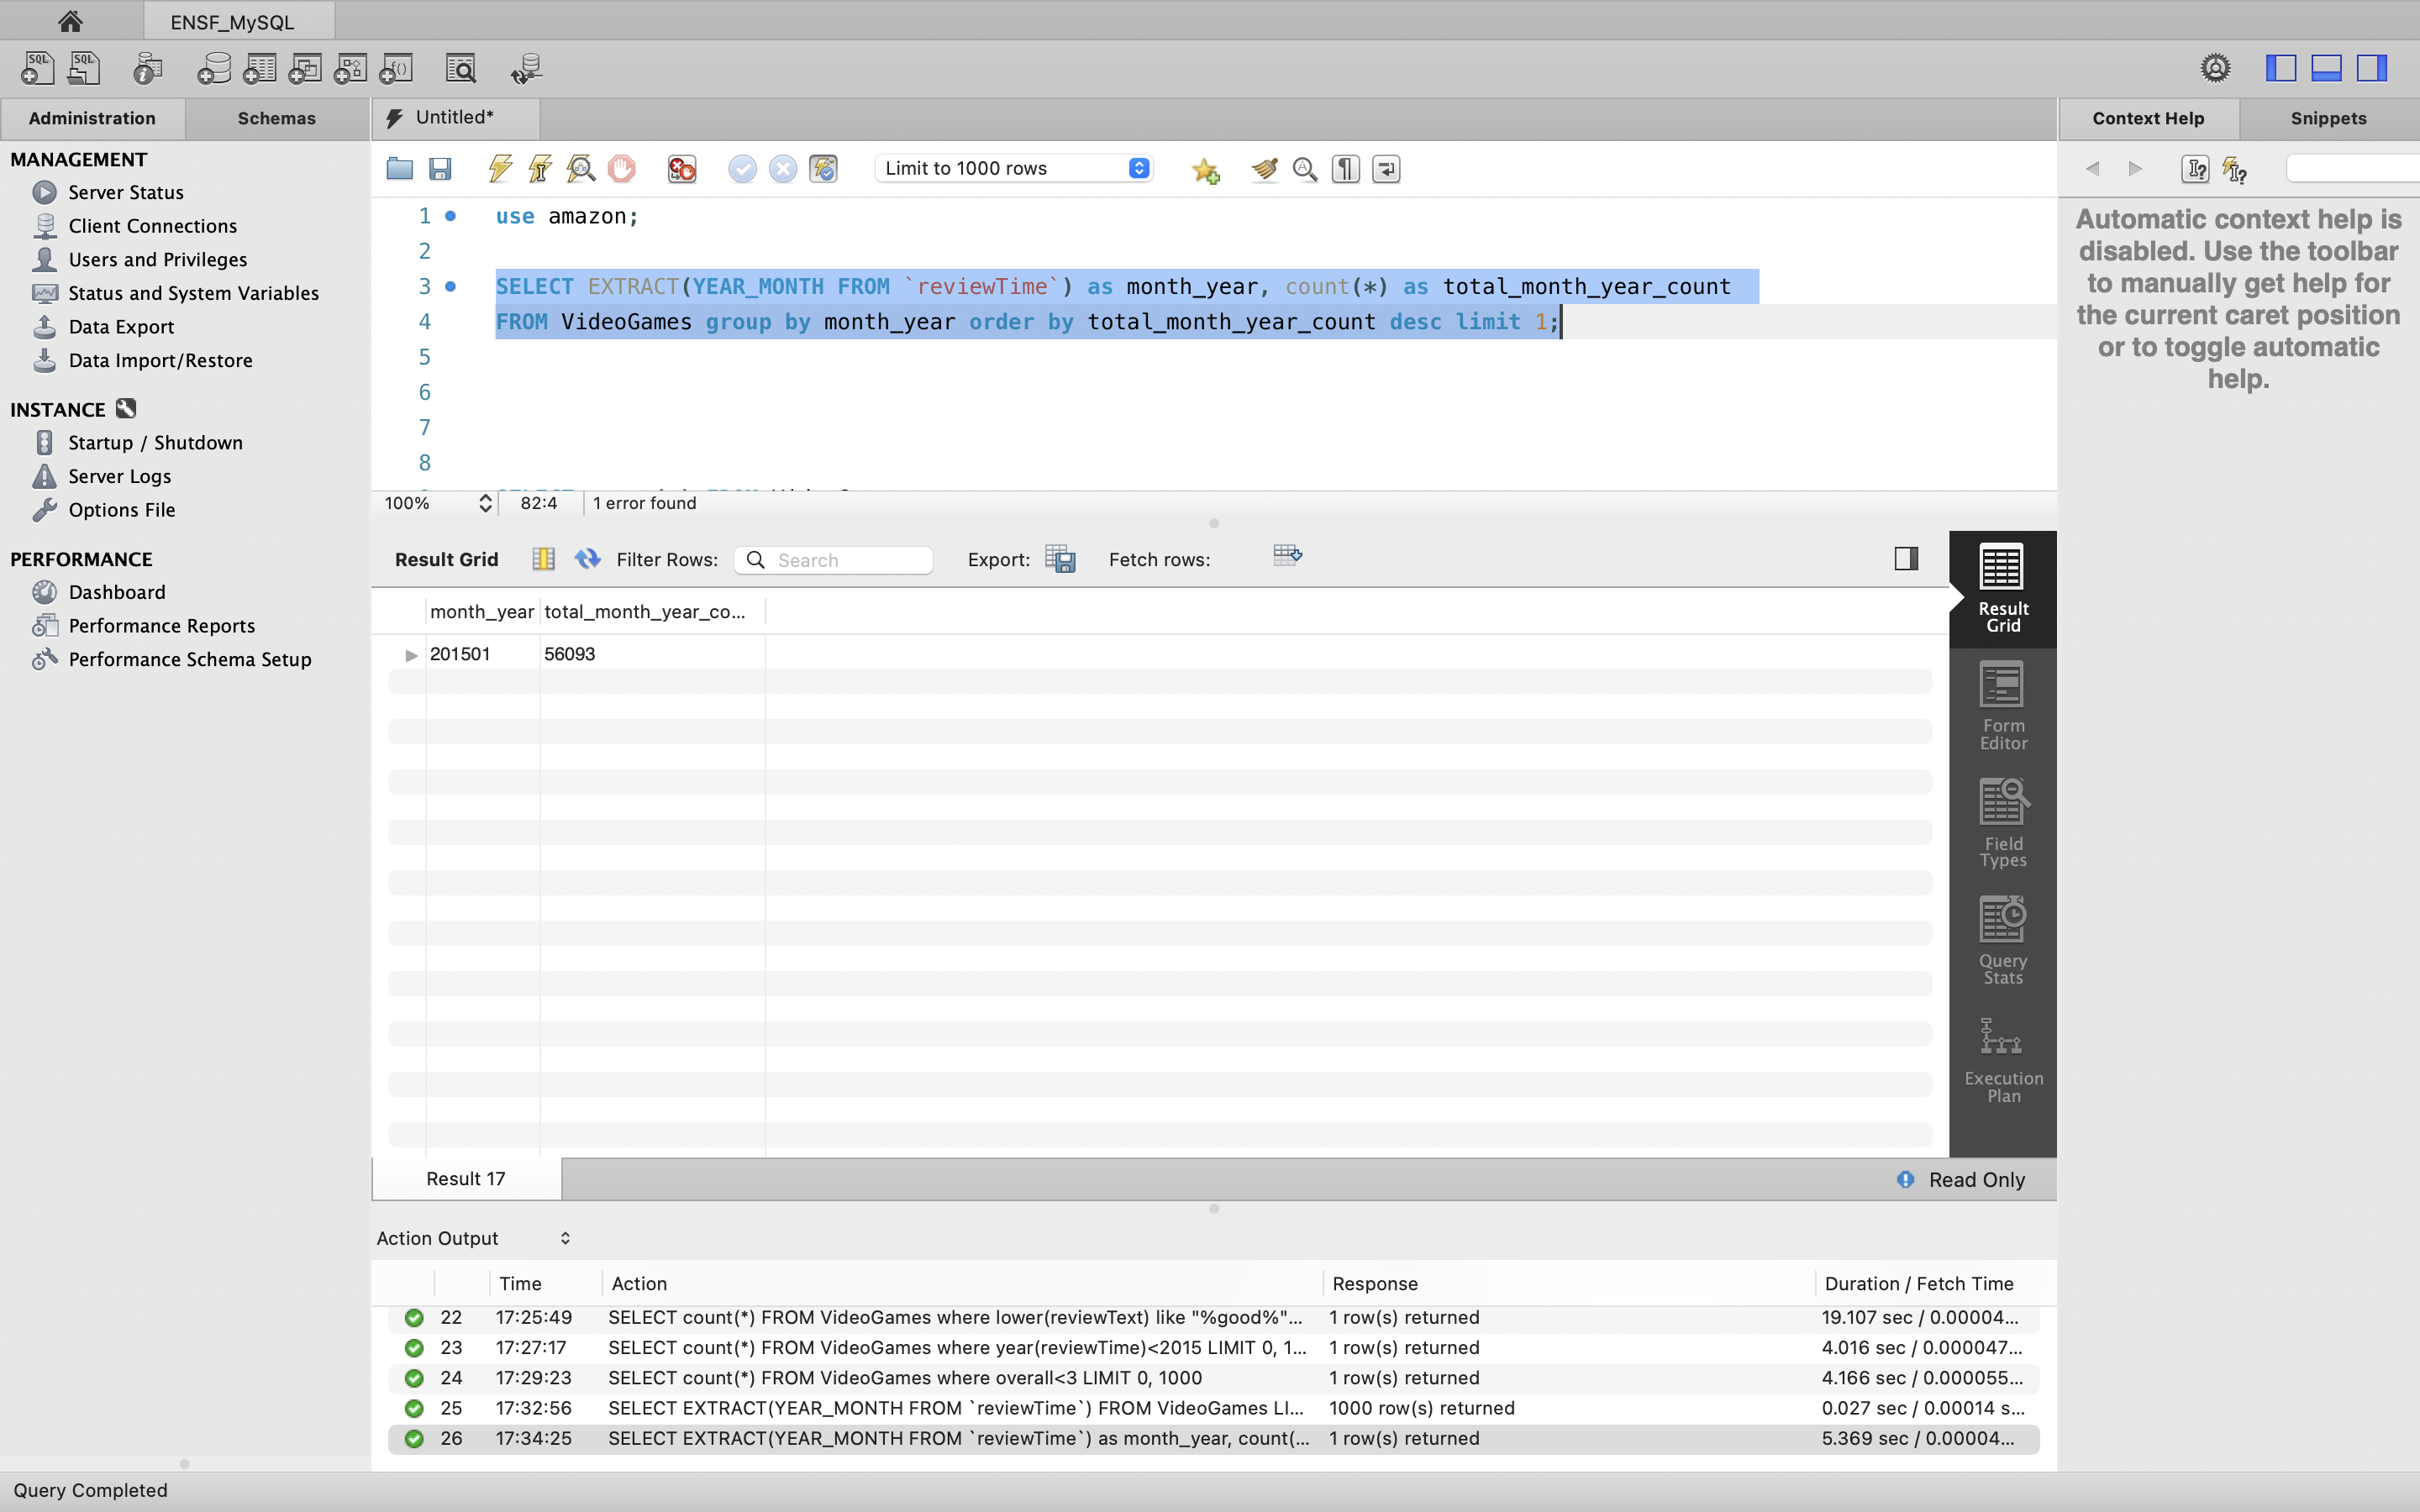 ENSF_MySQL
SQL SQL
Administration Schemas Untitled* Context Help Snippets
MANAGEMENT
Server Status
Client Connections
Users and Privileges
Status and System Variables
Data Export
Data Import/Restore
INSTANCE
Startup / Shutdown
Server Logs
Options File
PERFORMANCE
Dashboard
Performance Reports
Performance Schema Setup
Limit to 1000 rows
1 use amazon;
2
3 SELECT EXTRACT(YEAR_MONTH FROM `reviewTime`) as month_year, count(*) as total_month_year_count
4 FROM VideoGames group by month_year order by total_month_year_count desc limit 1;
5
6
7
8
100% 82:4 1 error found
Automatic context help is
disabled. Use the toolbar
to manually get help for
the current caret position
or to toggle automatic
help.
Result Grid Filter Rows: Search Export: Fetch rows:
month_year total_month_year_co...
201501 56093
Result
Grid
Form
Editor
Field
Types
Query
Stats
Execution
Plan
Result 17 Read Only
Action Output
Time Action Response Duration / Fetch Time
22 17:25:49 SELECT count(*) FROM VideoGames where lower(reviewText) like "%good%"... 1 row(s) returned 19.107 sec / 0.00004...
23 17:27:17 SELECT count(*) FROM VideoGames where year(reviewTime)<2015 LIMIT 0, 1... 1 row(s) returned 4.016 sec / 0.000047...
24 17:29:23 SELECT count(*) FROM VideoGames where overall<3 LIMIT 0, 1000 1 row(s) returned 4.166 sec / 0.000055...
25 17:32:56 SELECT EXTRACT(YEAR_MONTH FROM `reviewTime`) FROM VideoGames LI... 1000 row(s) returned 0.027 sec / 0.00014 s...
26 17:34:25 SELECT EXTRACT(YEAR_MONTH FROM `reviewTime`) as month_year, count(... 1 row(s) returned 5.369 sec / 0.00004...
Query Completed